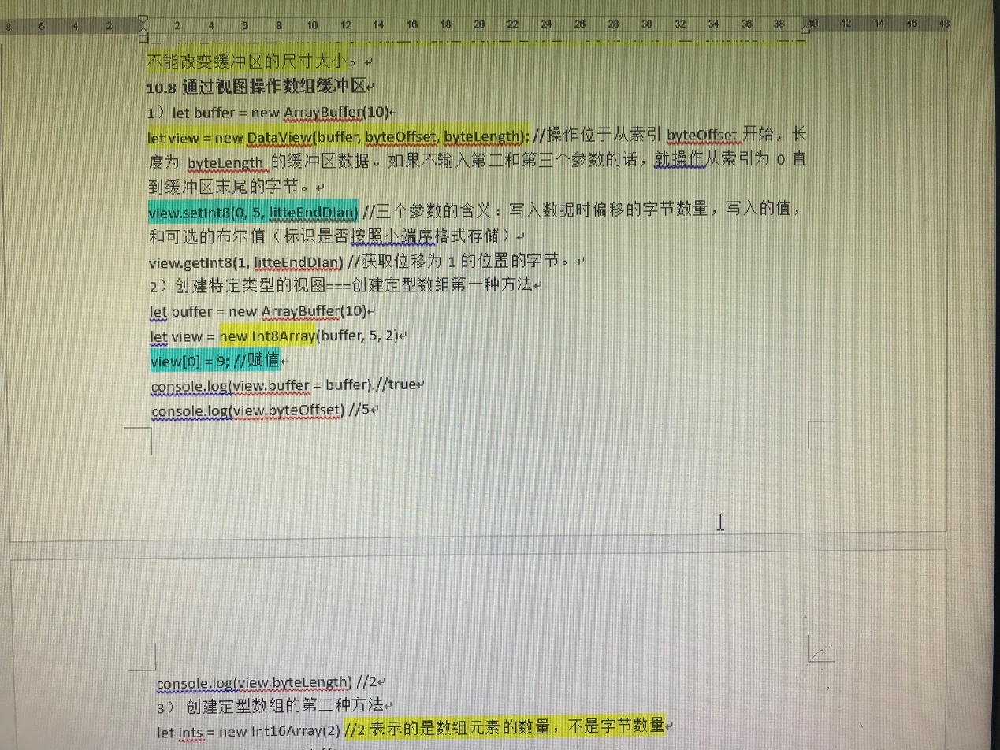 8 6 4 2 2 4 6 8 10 12 14 16 18 20 22 24 26 28 30 32 34 36 38 40 42 44 46 48
不能改变缓冲区的尺寸大小。
10.8 通过视图操作数组缓冲区
1）let buffer = new ArrayBuffer(10)
let view = new DataView(buffer, byteOffset, byteLength); //操作位于从索引 byteOffset 开始，长
度为 byteLength 的缓冲区数据。如果不输入第二和第三个参数的话，就操作从索引为 0 直
到缓冲区末尾的字节。
view.setInt8(0, 5, litteEndDIan) //三个参数的含义：写入数据时偏移的字节数量，写入的值，
和可选的布尔值（标识是否按照小端序格式存储）
view.getInt8(1, litteEndDIan) //获取位移为 1 的位置的字节。
2）创建特定类型的视图===创建定型数组第一种方法
let buffer = new ArrayBuffer(10)
let view = new Int8Array(buffer, 5, 2)
view[0] = 9; //赋值
console.log(view.buffer = buffer).//true
console.log(view.byteOffset) //5
console.log(view.byteLength) //2
3） 创建定型数组的第二种方法
let ints = new Int16Array(2) //2 表示的是数组元素的数量，不是字节数量